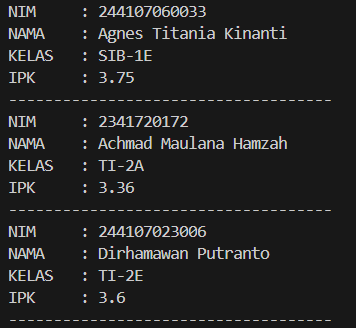 NIM     : 244107060033
NAMA    : Agnes Titania Kinanti
KELAS   : SIB-1E
IPK     : 3.75
------------------------------------
NIM     : 2341720172
NAMA    : Achmad Maulana Hamzah
KELAS   : TI-2A
IPK     : 3.36
------------------------------------
NIM     : 244107023006
NAMA    : Dirhamawan Putranto
KELAS   : TI-2E
IPK     : 3.6
------------------------------------